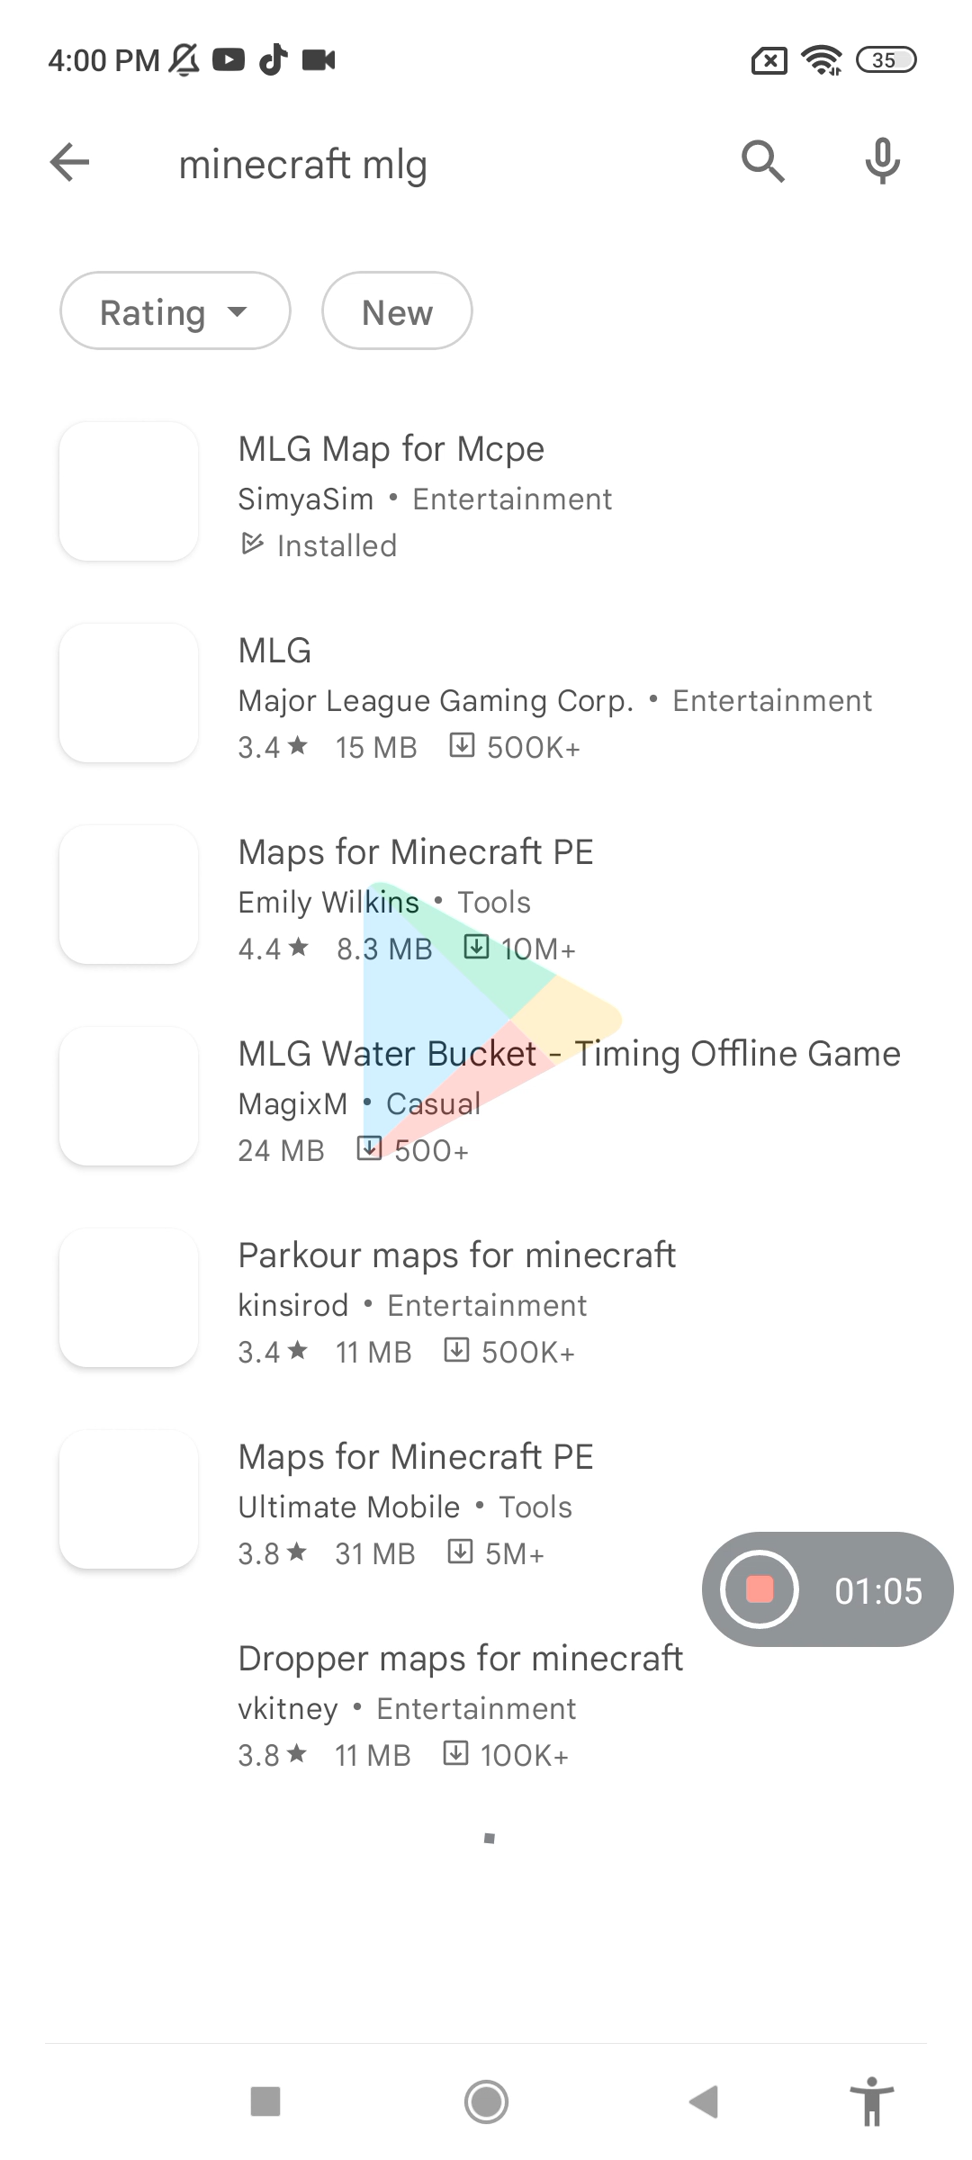 4:00 PM 35
minecraft mlg
Rating New
MLG Map for Mcpe
SimyaSim • Entertainment
Installed
MLG
Major League Gaming Corp. • Entertainment
3.4★ 15 MB 500K+
Maps for Minecraft PE
Emily Wilkins • Tools
4.4★ 8.3 MB 10M+
MLG Water Bucket - Timing Offline Game
MagixM • Casual
24 MB 500+
Parkour maps for minecraft
kinsirod • Entertainment
3.4★ 11 MB 500K+
Maps for Minecraft PE
Ultimate Mobile • Tools
3.8★ 31 MB 5M+
01:05
Dropper maps for minecraft
vkitney • Entertainment
3.8★ 11 MB 100K+